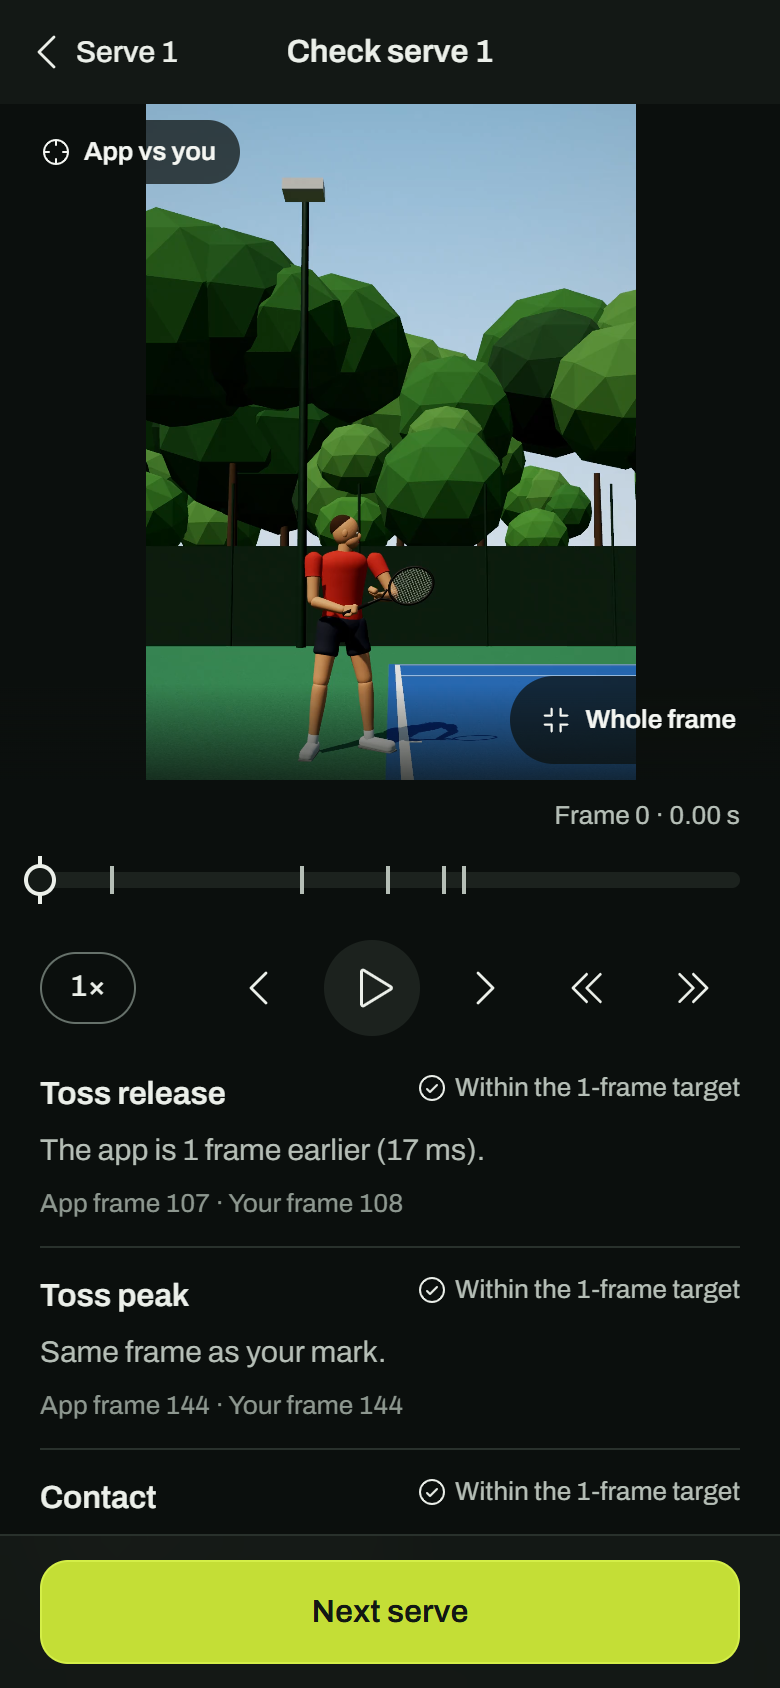 Serve 1
Check serve 1
App vs you
Whole frame
Frame 0 · 0.00 s
1×
Toss release
Within the 1-frame target
The app is 1 frame earlier (17 ms).
App frame 107 · Your frame 108
Toss peak
Within the 1-frame target
Same frame as your mark.
App frame 144 · Your frame 144
Contact
Within the 1-frame target
Next serve